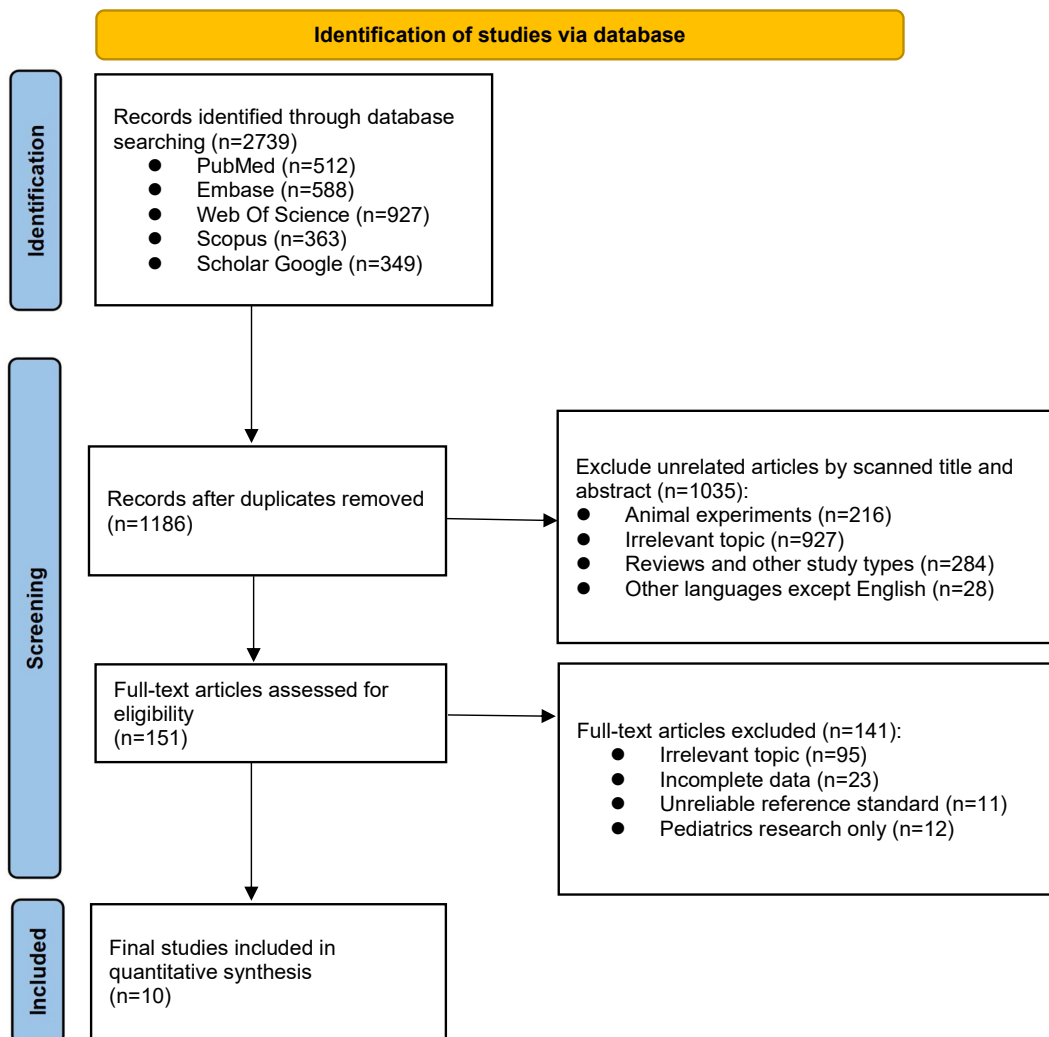 Identification of studies via database
Identification
Records identified through database
searching (n=2739)
● PubMed (n=512)
● Embase (n=588)
● Web Of Science (n=927)
● Scopus (n=363)
● Scholar Google (n=349)
Screening
Records after duplicates removed
(n=1186)
Exclude unrelated articles by scanned title and
abstract (n=1035):
● Animal experiments (n=216)
● Irrelevant topic (n=927)
● Reviews and other study types (n=284)
● Other languages except English (n=28)
Full-text articles assessed for
eligibility
(n=151)
Full-text articles excluded (n=141):
● Irrelevant topic (n=95)
● Incomplete data (n=23)
● Unreliable reference standard (n=11)
● Pediatrics research only (n=12)
Included
Final studies included in
quantitative synthesis
(n=10)